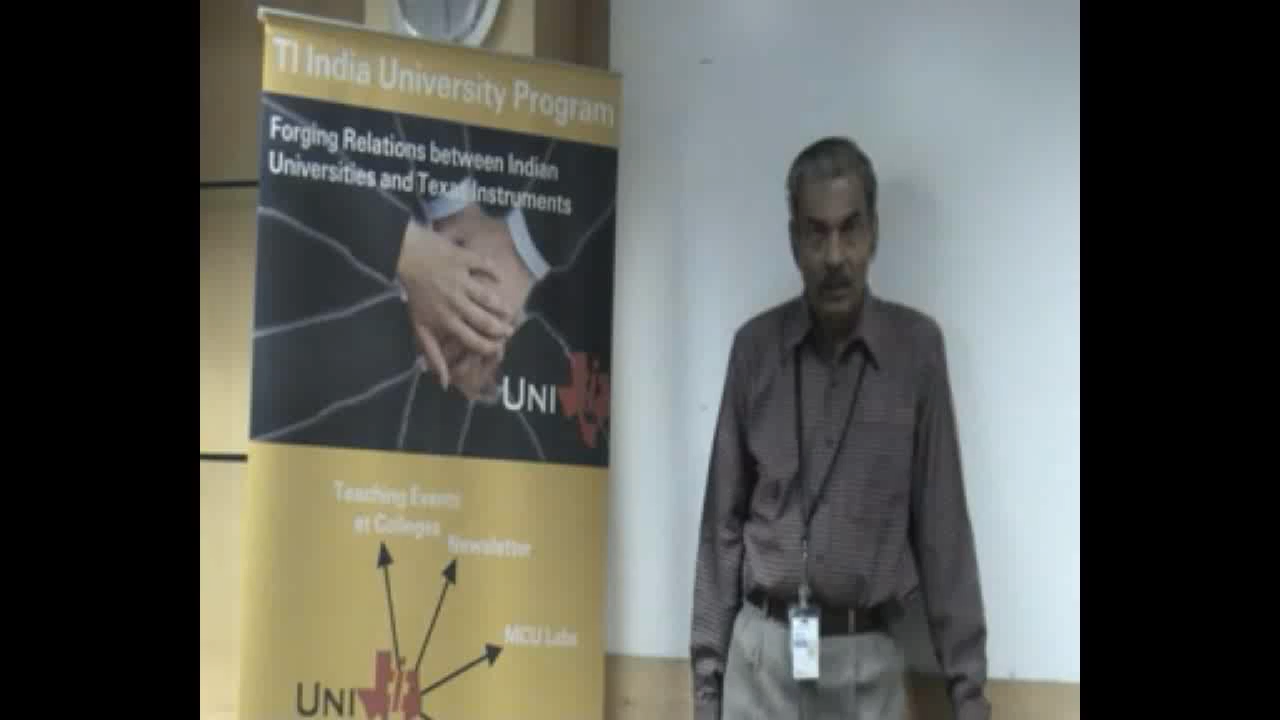 TI India University Program
Forging Relations between Indian
Universities and Texas Instruments
UNI
Teaching Events
at Colleges
Newsletter
MCU Labs
UNI